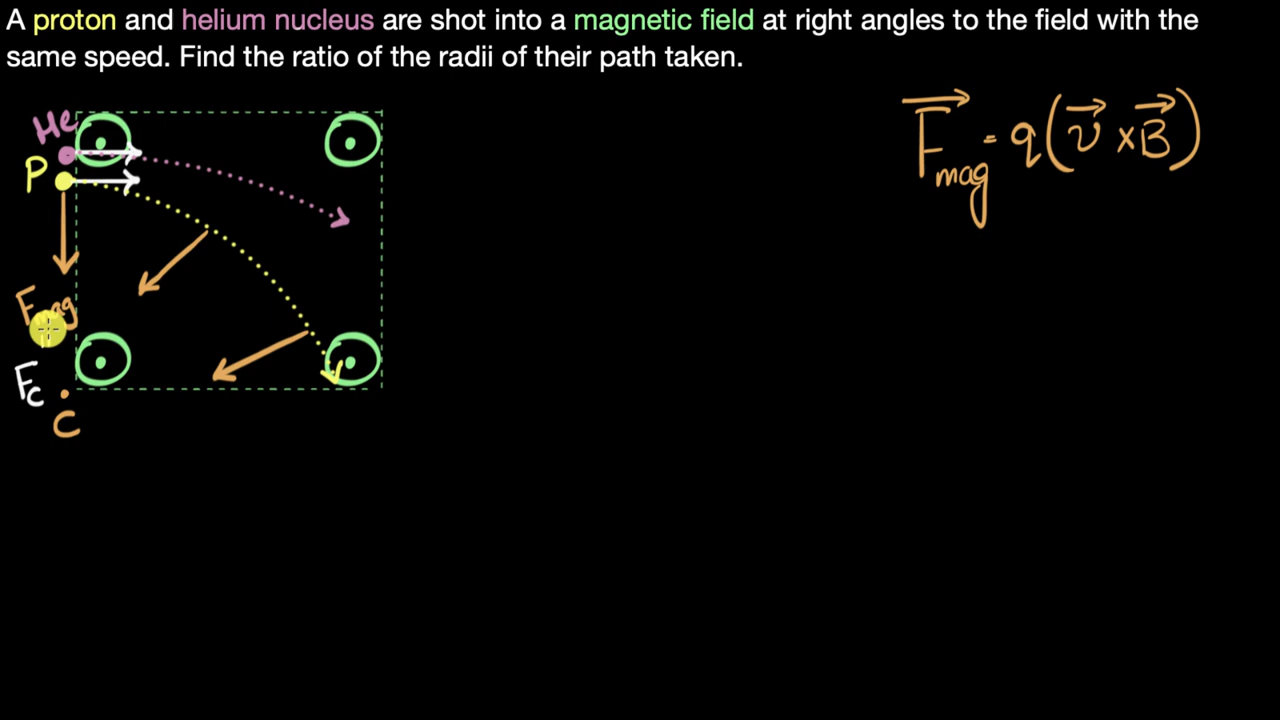 A proton and helium nucleus are shot into a magnetic field at right angles to the field with the
same speed. Find the ratio of the radii of their path taken.
F⃗mag = q(v⃗ × B⃗)
He
P
Fmag
Fc
C